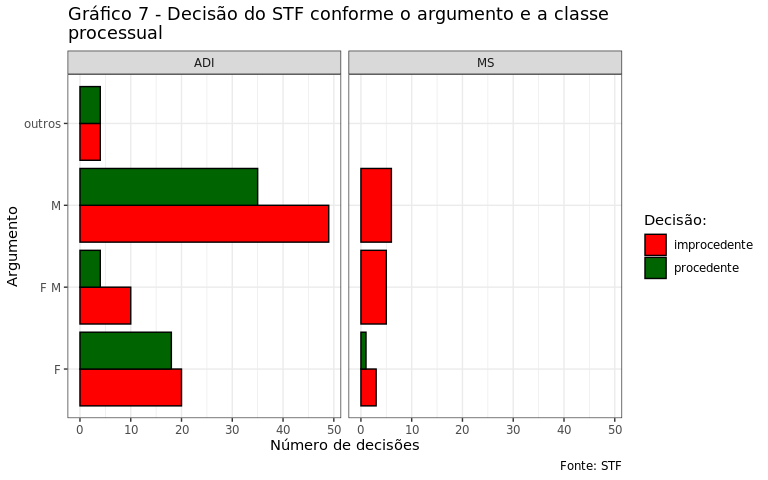 Gráfico 7 - Decisão do STF conforme o argumento e a classe
processual
ADI
MS
outros
M
F M
F
Argumento
0 10 20 30 40 50
0 10 20 30 40 50
Número de decisões
Decisão:
improcedente
procedente
Fonte: STF